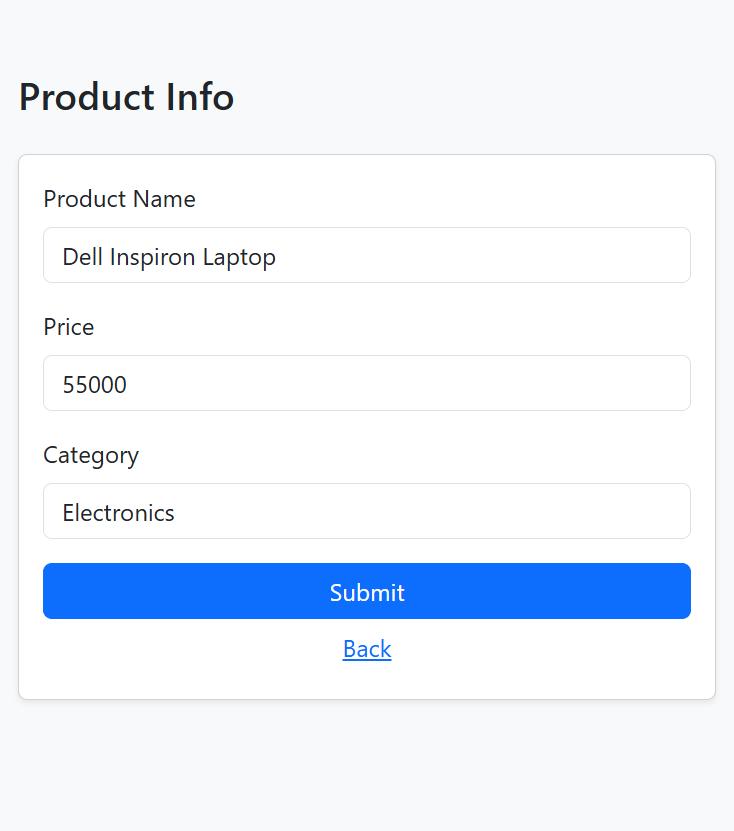 Product Info
Product Name
Dell Inspiron Laptop
Price
55000
Category
Electronics
Submit
Back